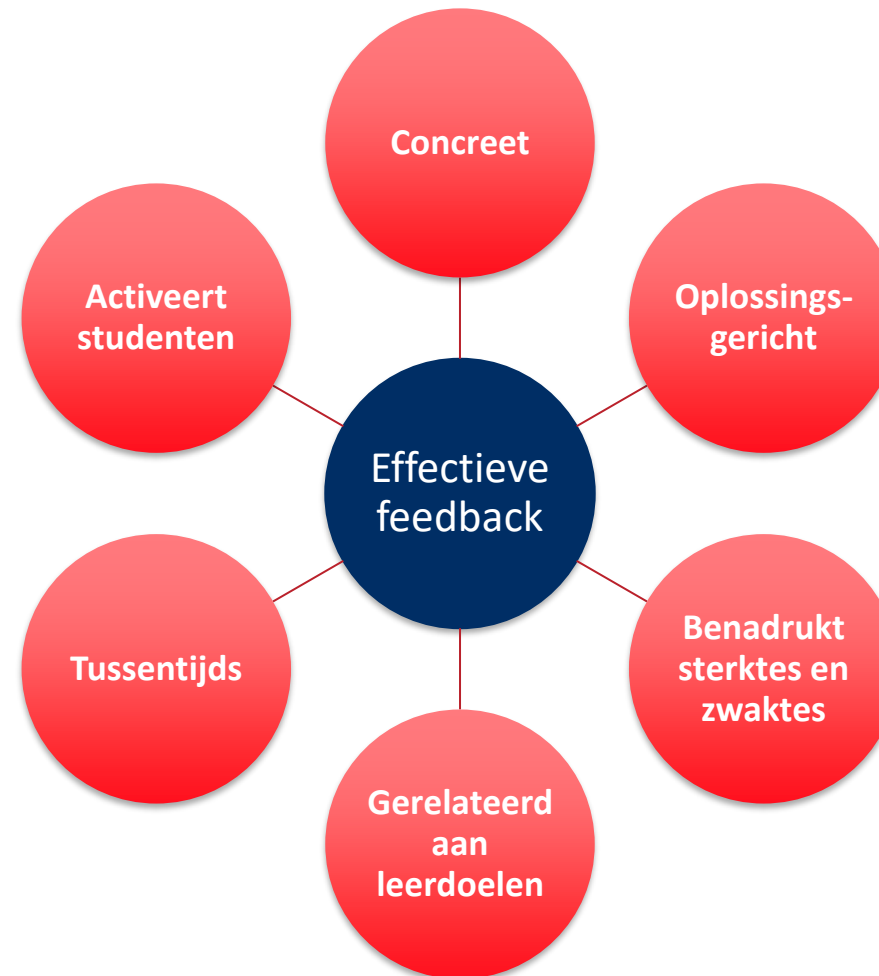 Concreet
Activeert
studenten
Oplossings-
gericht
Effectieve
feedback
Tussentijds
Benadrukt
sterktes en
zwaktes
Gerelateerd
aan
leerdoelen